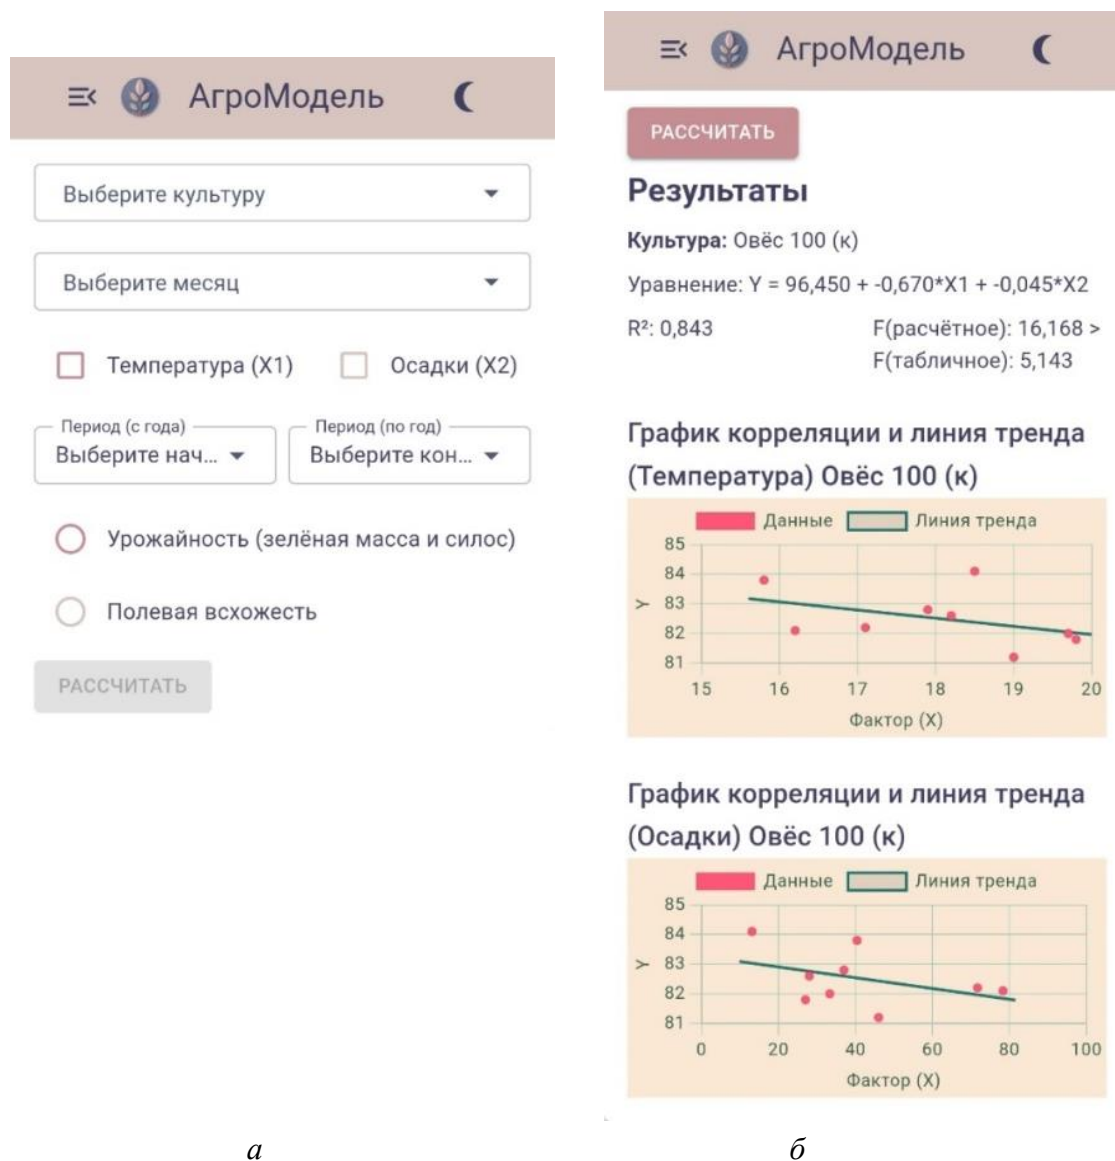 АгроМодель
Выберите культуру
Выберите месяц
Температура (X1)
Осадки (X2)
Период (с года)
Выберите нач...
Период (по год)
Выберите кон...
Урожайность (зелёная масса и силос)
Полевая всхожесть
РАССЧИТАТЬ
а
АгроМодель
РАССЧИТАТЬ
Результаты
Культура: Овёс 100 (к)
Уравнение: Y = 96,450 + -0,670*X1 + -0,045*X2
R²: 0,843
F(расчётное): 16,168 >
F(табличное): 5,143
График корреляции и линия тренда
(Температура) Овёс 100 (к)
Данные
Линия тренда
85
84
83
82
81
Y
15 16 17 18 19 20
Фактор (X)
График корреляции и линия тренда
(Осадки) Овёс 100 (к)
Данные
Линия тренда
85
84
83
82
81
Y
0 20 40 60 80 100
Фактор (X)
б